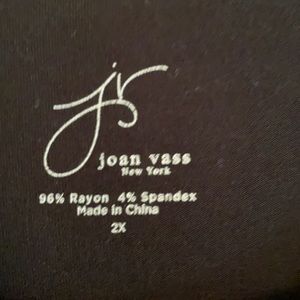 jv
joan vass
New York
96% Rayon 4% Spandex
Made in China
2X